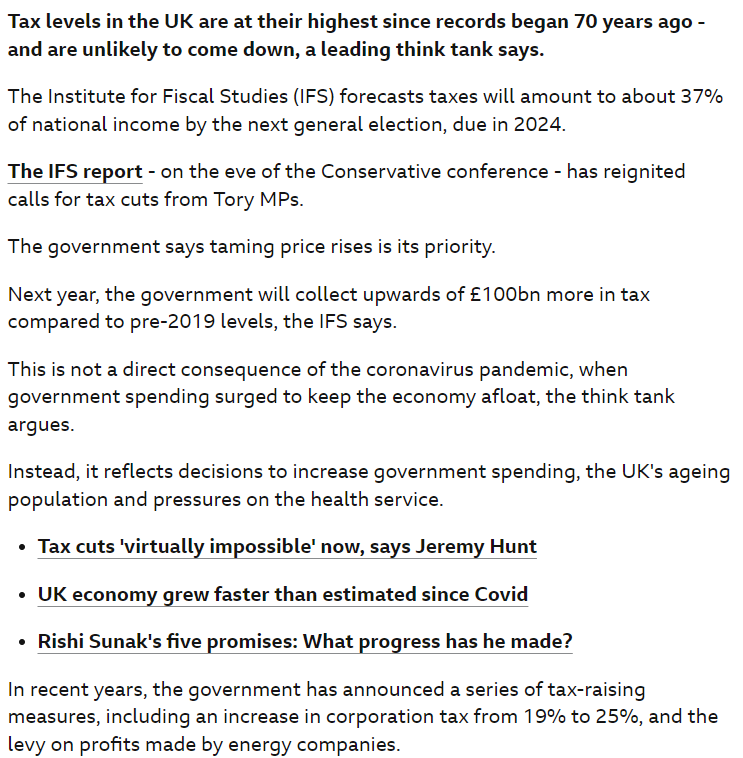 Tax levels in the UK are at their highest since records began 70 years ago -
and are unlikely to come down, a leading think tank says.
The Institute for Fiscal Studies (IFS) forecasts taxes will amount to about 37%
of national income by the next general election, due in 2024.
The IFS report - on the eve of the Conservative conference - has reignited
calls for tax cuts from Tory MPs.
The government says taming price rises is its priority.
Next year, the government will collect upwards of £100bn more in tax
compared to pre-2019 levels, the IFS says.
This is not a direct consequence of the coronavirus pandemic, when
government spending surged to keep the economy afloat, the think tank
argues.
Instead, it reflects decisions to increase government spending, the UK's ageing
population and pressures on the health service.
• Tax cuts 'virtually impossible' now, says Jeremy Hunt
• UK economy grew faster than estimated since Covid
• Rishi Sunak's five promises: What progress has he made?
In recent years, the government has announced a series of tax-raising
measures, including an increase in corporation tax from 19% to 25%, and the
levy on profits made by energy companies.